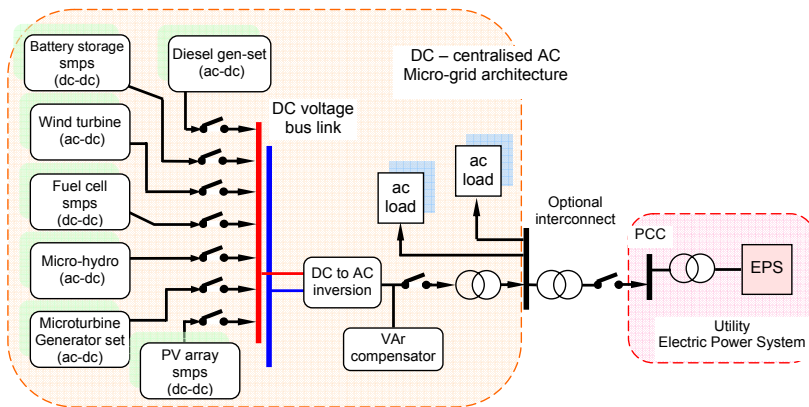 Battery storage
smps
(dc-dc)
Diesel gen-set
(ac-dc)
DC – centralised AC
Micro-grid architecture
DC voltage
bus link
Wind turbine
(ac-dc)
Fuel cell
smps
(dc-dc)
Micro-hydro
(ac-dc)
Microturbine
Generator set
(ac-dc)
PV array
smps
(dc-dc)
DC to AC
inversion
VAr
compensator
ac
load
ac
load
Optional
interconnect
PCC
EPS
Utility
Electric Power System